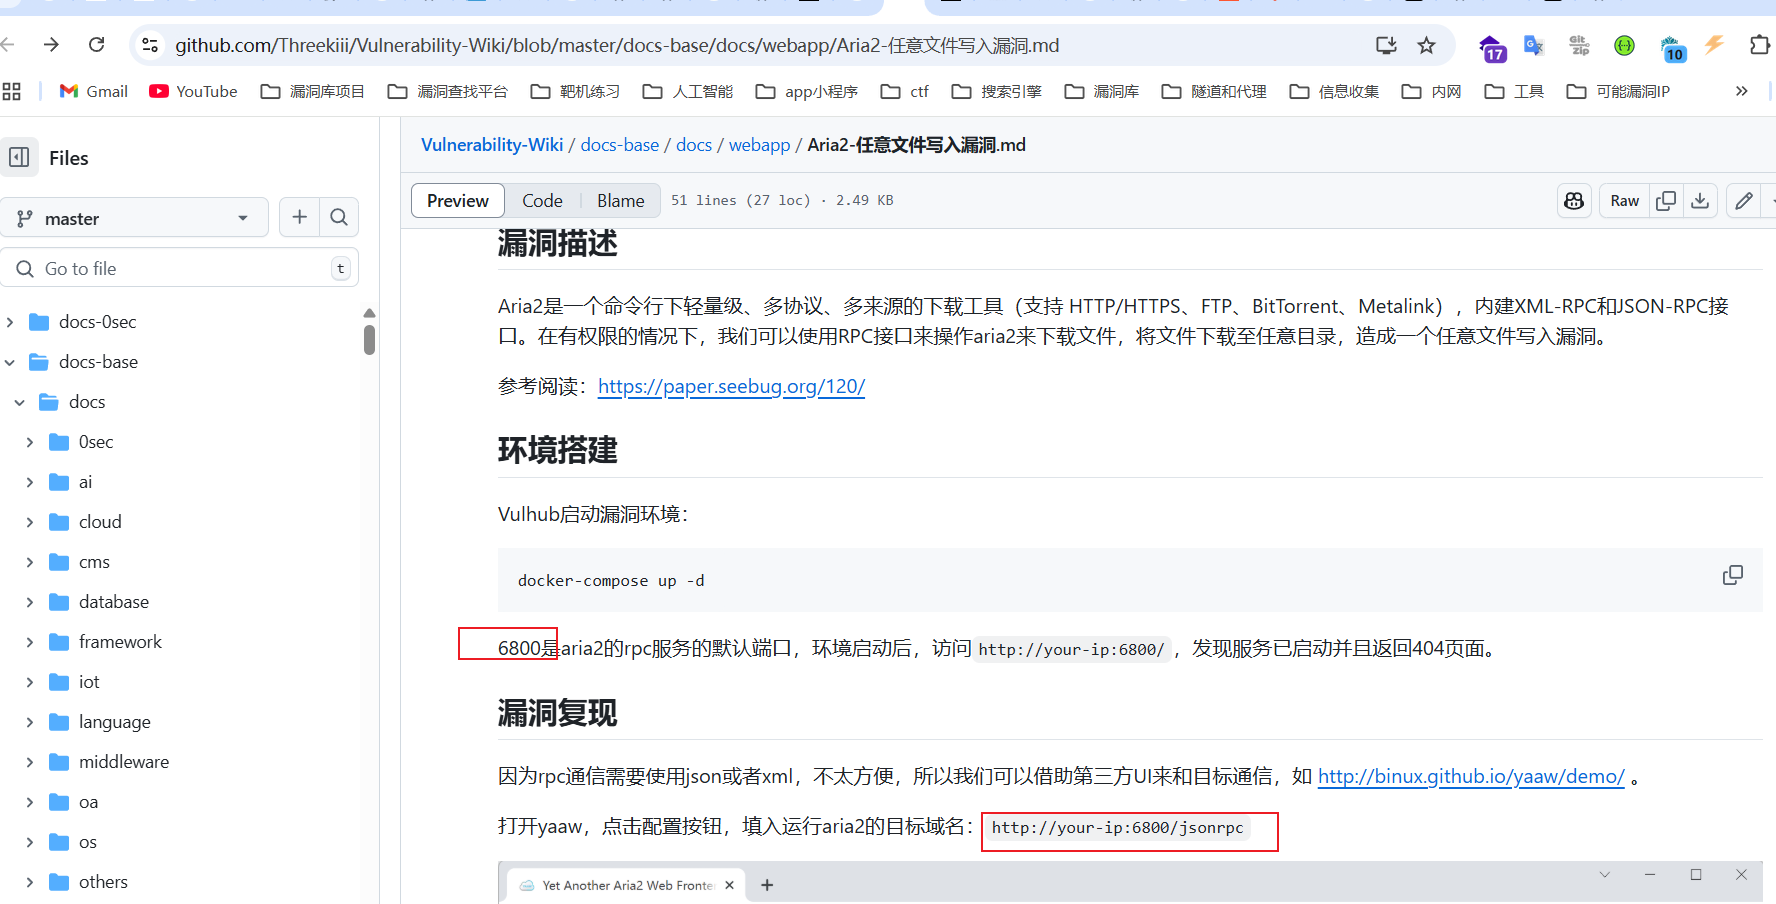 github.com/Threekiii/Vulnerability-Wiki/blob/master/docs-base/docs/webapp/Aria2-任意文件写入漏洞.md
17
Git
zip
10
Gmail
YouTube
漏洞库项目
漏洞查找平台
靶机练习
人工智能
app小程序
ctf
搜索引擎
漏洞库
隧道和代理
信息收集
内网
工具
可能漏洞IP
Files
master
Go to file
t
docs-0sec
docs-base
docs
0sec
ai
cloud
cms
database
framework
iot
language
middleware
oa
os
others
Vulnerability-Wiki / docs-base / docs / webapp / Aria2-任意文件写入漏洞.md
Preview
Code
Blame
51 lines (27 loc) · 2.49 KB
Raw
漏洞描述
Aria2是一个命令行下轻量级、多协议、多来源的下载工具（支持 HTTP/HTTPS、FTP、BitTorrent、Metalink），内建XML-RPC和JSON-RPC接
口。在有权限的情况下，我们可以使用RPC接口来操作aria2来下载文件，将文件下载至任意目录，造成一个任意文件写入漏洞。
参考阅读：https://paper.seebug.org/120/
环境搭建
Vulhub启动漏洞环境：
docker-compose up -d
6800是aria2的rpc服务的默认端口，环境启动后，访问 http://your-ip:6800/ ，发现服务已启动并且返回404页面。
漏洞复现
因为rpc通信需要使用json或者xml，不太方便，所以我们可以借助第三方UI来和目标通信，如 http://binux.github.io/yaaw/demo/ 。
打开yaaw，点击配置按钮，填入运行aria2的目标域名：http://your-ip:6800/jsonrpc
Yet Another Aria2 Web Fronte